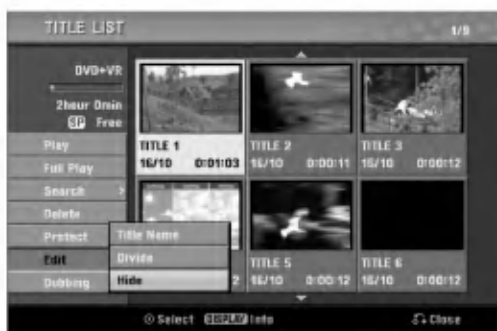 TITLE LIST
1/9
DVD+VR
2hour 0min
SP Free
Play
Full Play
Search >
Delete
Protect
Edit
Dubbing
Title Name
Divide
Hide
TITLE 1
16/10 0:01:03
TITLE 2
16/10 0:00:11
TITLE 3
16/10 0:00:12
2
TITLE 5
16/10 0:00:12
TITLE 6
16/10 0:00:12
Select DISPLAY Info
Close